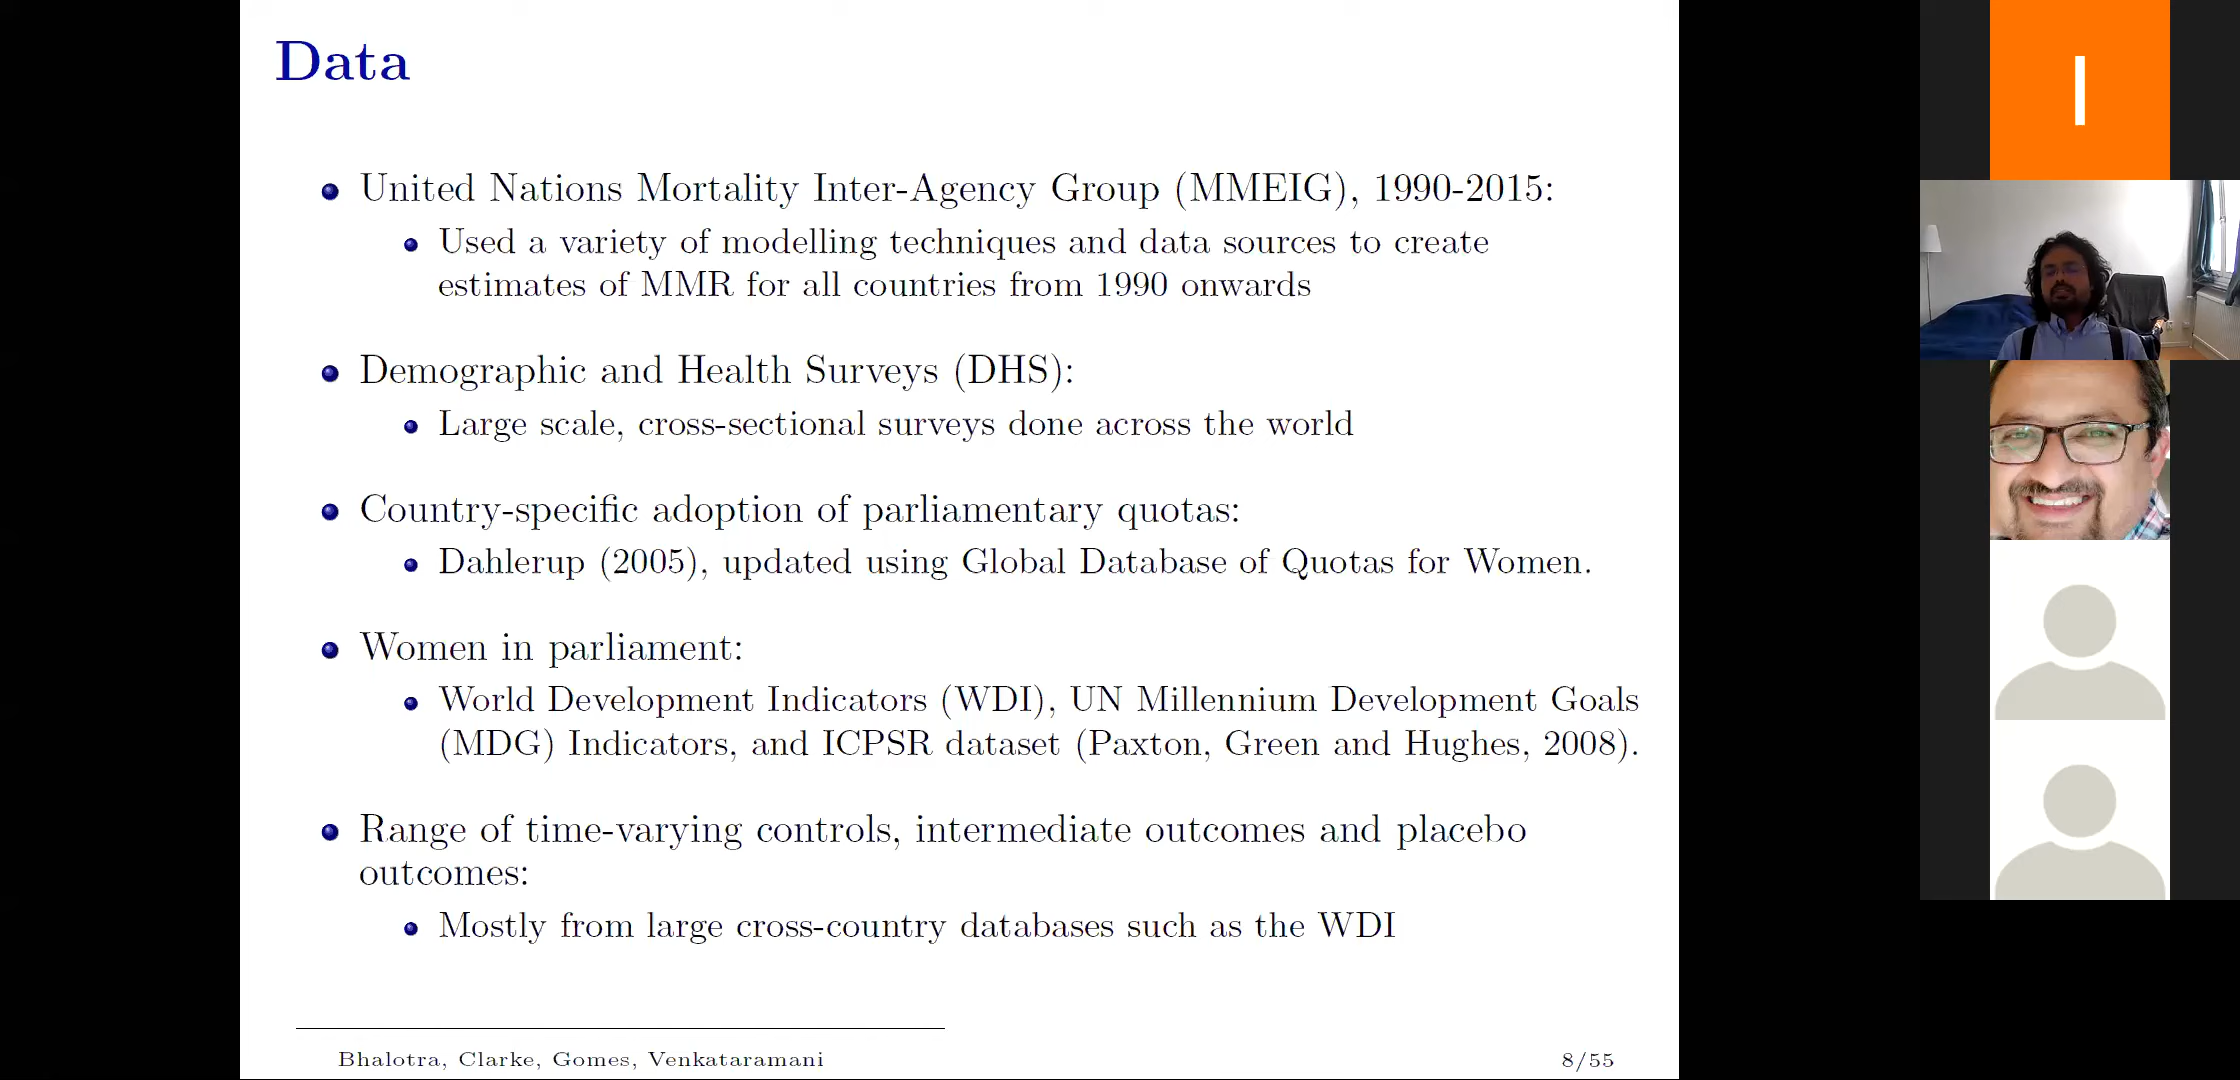 Data
United Nations Mortality Inter-Agency Group (MMEIG), 1990-2015:
Used a variety of modelling techniques and data sources to create
estimates of MMR for all countries from 1990 onwards
Demographic and Health Surveys (DHS):
Large scale, cross-sectional surveys done across the world
Country-specific adoption of parliamentary quotas:
Dahlerup (2005), updated using Global Database of Quotas for Women.
Women in parliament:
World Development Indicators (WDI), UN Millennium Development Goals
(MDG) Indicators, and ICPSR dataset (Paxton, Green and Hughes, 2008).
Range of time-varying controls, intermediate outcomes and placebo
outcomes:
Mostly from large cross-country databases such as the WDI
Bhalotra, Clarke, Gomes, Venkataramani
8/55
I